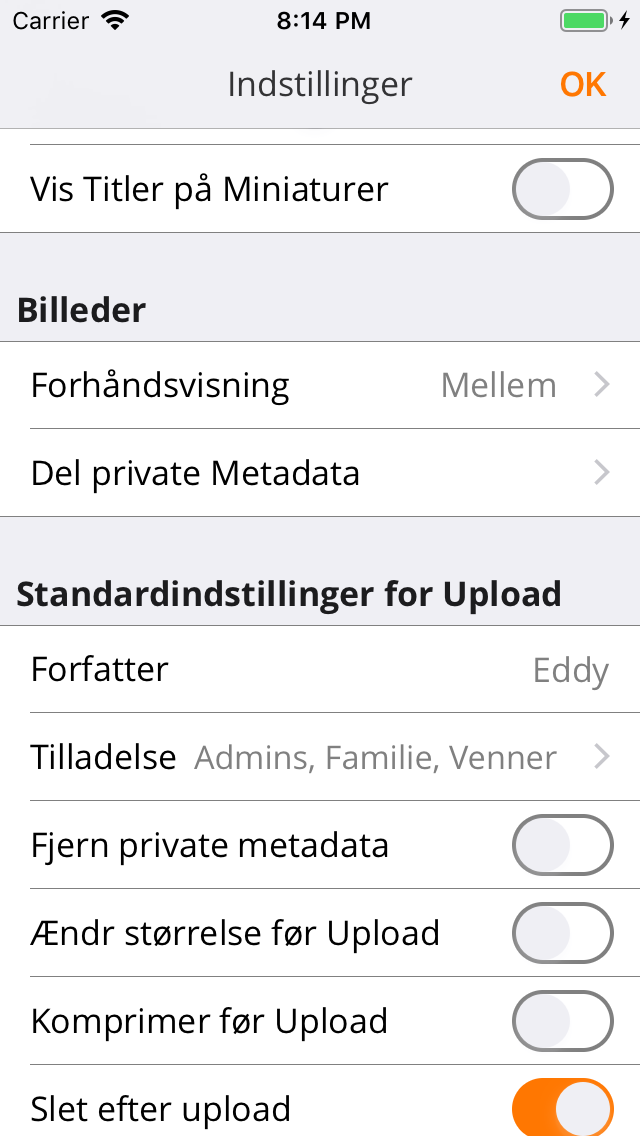 Carrier 8:14 PM
Indstillinger OK
Vis Titler på Miniaturer
Billeder
Forhåndsvisning Mellem
Del private Metadata
Standardindstillinger for Upload
Forfatter Eddy
Tilladelse Admins, Familie, Venner
Fjern private metadata
Ændr størrelse før Upload
Komprimer før Upload
Slet efter upload